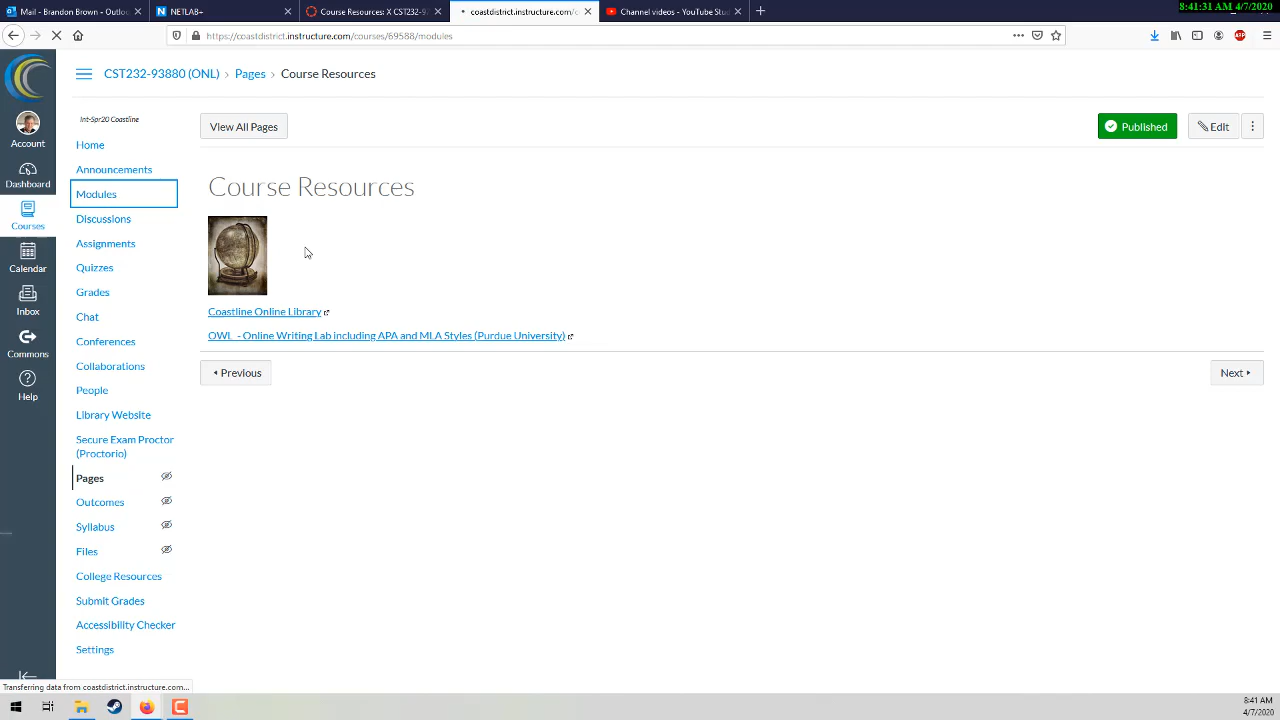 8:41:31 AM 4/7/2020
Mail - Brandon Brown - Outloo
NETLAB+
Course Resources: X CST232-9
coastdistrict.instructure.com/c
Channel videos - YouTube Stud
https://coastdistrict.instructure.com/courses/69588/modules
CST232-93880 (ONL) › Pages › Course Resources
Account
Dashboard
Courses
Calendar
Inbox
Commons
Help
Int-Spr20 Coastline
Home
Announcements
Modules
Discussions
Assignments
Quizzes
Grades
Chat
Conferences
Collaborations
People
Library Website
Secure Exam Proctor
(Proctorio)
Pages
Outcomes
Syllabus
Files
College Resources
Submit Grades
Accessibility Checker
Settings
View All Pages
Published
Edit
Course Resources
Coastline Online Library
OWL - Online Writing Lab including APA and MLA Styles (Purdue University)
Previous
Next
Transferring data from coastdistrict.instructure.com...
8:41 AM
4/7/2020